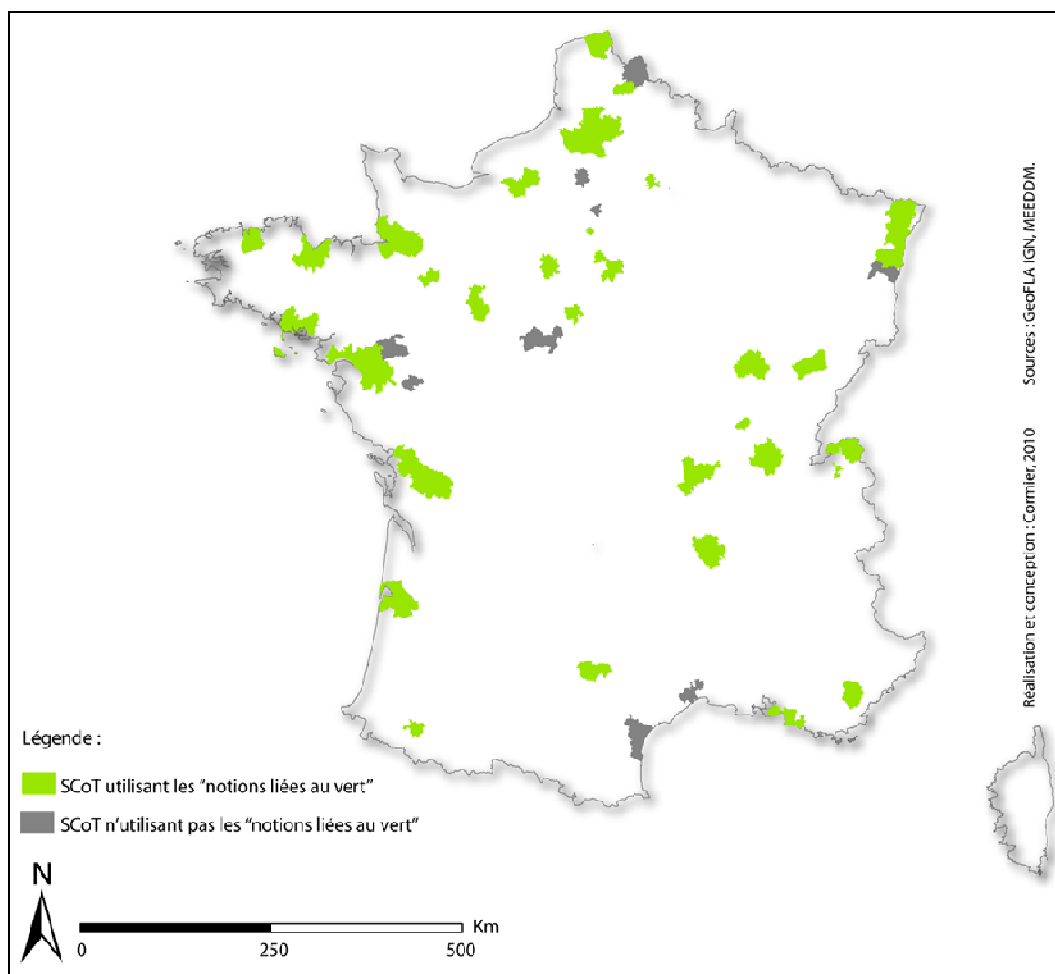 Légende :
SCoT utilisant les "notions liées au vert"
SCoT n'utilisant pas les "notions liées au vert"
N
0 250 500 Km
Réalisation et conception : Cormier, 2010 Sources : GeoFLA IGN, MEEDDM.